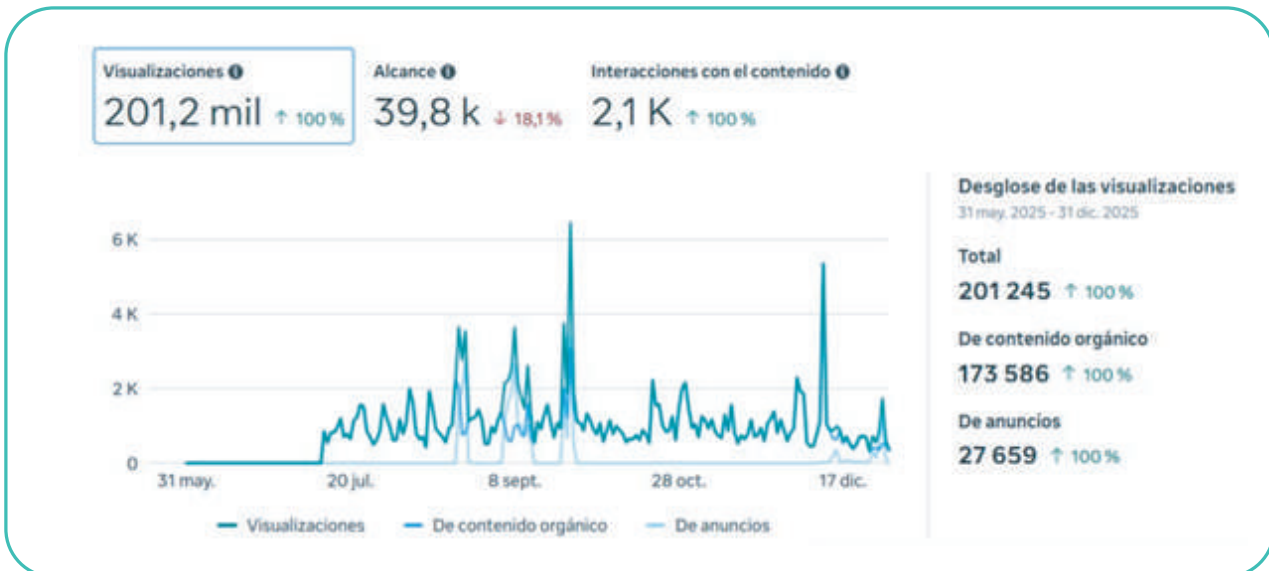 Visualizaciones
201,2 mil ↑ 100 %
Alcance
39,8 k ↓ 18,1 %
Interacciones con el contenido
2,1 K ↑ 100 %
6 K
4 K
2 K
0
31 may.
20 jul.
8 sept.
28 oct.
17 dic.
Visualizaciones
De contenido orgánico
De anuncios
Desglose de las visualizaciones
31 may. 2025 - 31 dic. 2025
Total
201 245 ↑ 100 %
De contenido orgánico
173 586 ↑ 100 %
De anuncios
27 659 ↑ 100 %